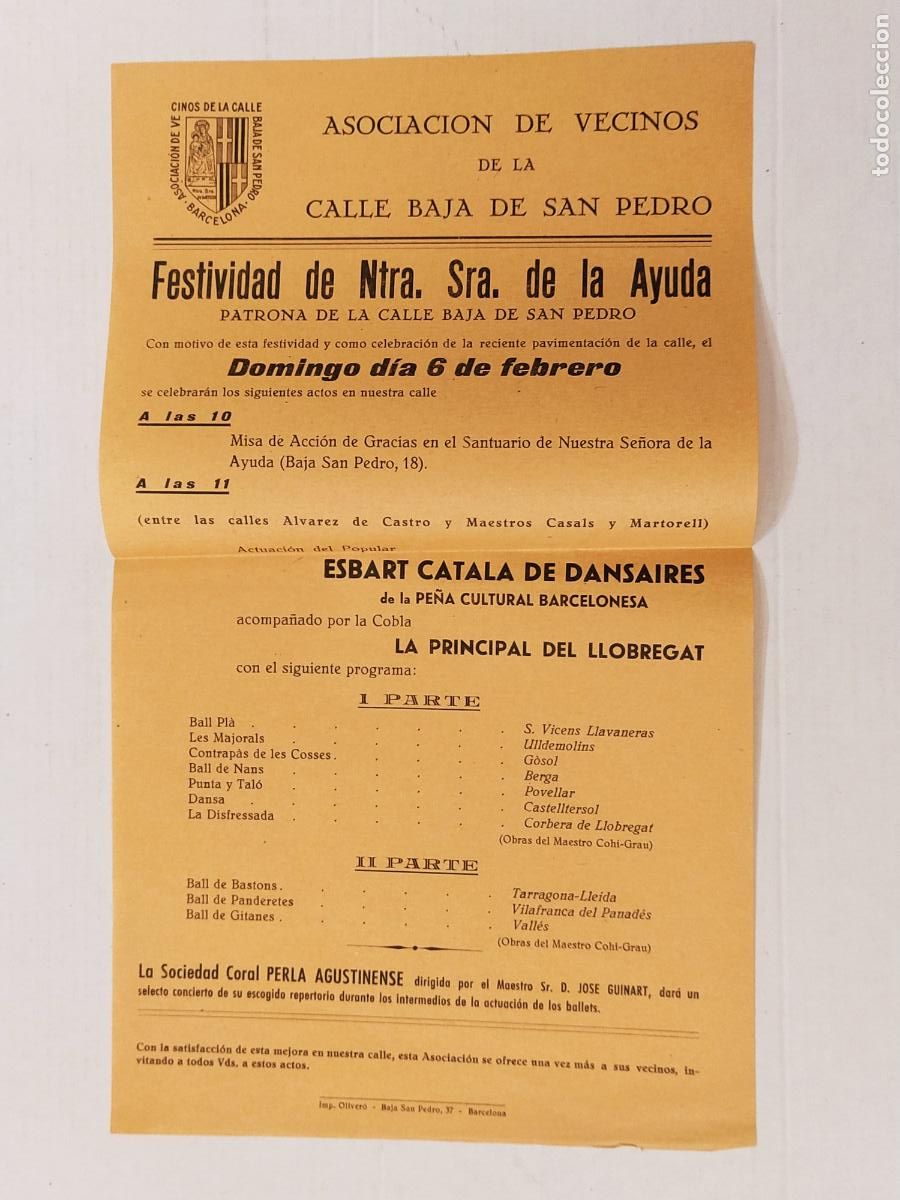 ASOCIACIÓN DE VECINOS DE LA CALLE BAJA DE SAN PEDRO · BARCELONA ·
ASOCIACION DE VECINOS
DE LA
CALLE BAJA DE SAN PEDRO
Festividad de Ntra. Sra. de la Ayuda
PATRONA DE LA CALLE BAJA DE SAN PEDRO
Con motivo de esta festividad y como celebración de la reciente pavimentación de la calle, el
Domingo día 6 de febrero
se celebrarán los siguientes actos en nuestra calle
A las 10
Misa de Acción de Gracias en el Santuario de Nuestra Señora de la
Ayuda (Baja San Pedro, 18).
A las 11
(entre las calles Alvarez de Castro y Maestros Casals y Martorell)
Actuación del Popular
ESBART CATALA DE DANSAIRES
de la PEÑA CULTURAL BARCELONESA
acompañado por la Cobla
LA PRINCIPAL DEL LLOBREGAT
con el siguiente programa:
I PARTE
Ball Plà . . . . . . . S. Vicens Llavaneras
Les Majorals . . . . . . Ulldemolins
Contrapàs de les Cosses . . . . . Gòsol
Ball de Nans . . . . . . Berga
Punta y Taló . . . . . . Povellar
Dansa . . . . . . . Castelltersol
La Disfressada . . . . . . Corbera de Llobregat
(Obras del Maestro Cohi-Grau)
II PARTE
Ball de Bastons . . . . . . Tarragona-Lleida
Ball de Panderetes . . . . . Vilafranca del Panadés
Ball de Gitanes . . . . . . Vallés
(Obras del Maestro Cohi-Grau)
La Sociedad Coral PERLA AGUSTINENSE dirigida por el Maestro Sr. D. JOSE GUINART, dará un
selecto concierto de su escogido repertorio durante los intermedios de la actuación de los ballets.
Con la satisfacción de esta mejora en nuestra calle, esta Asociación se ofrece una vez más a sus vecinos, in-
vitando a todos Vds. a estos actos.
Imp. Oliveró - Baja San Pedro, 37 - Barcelona
todocoleccion